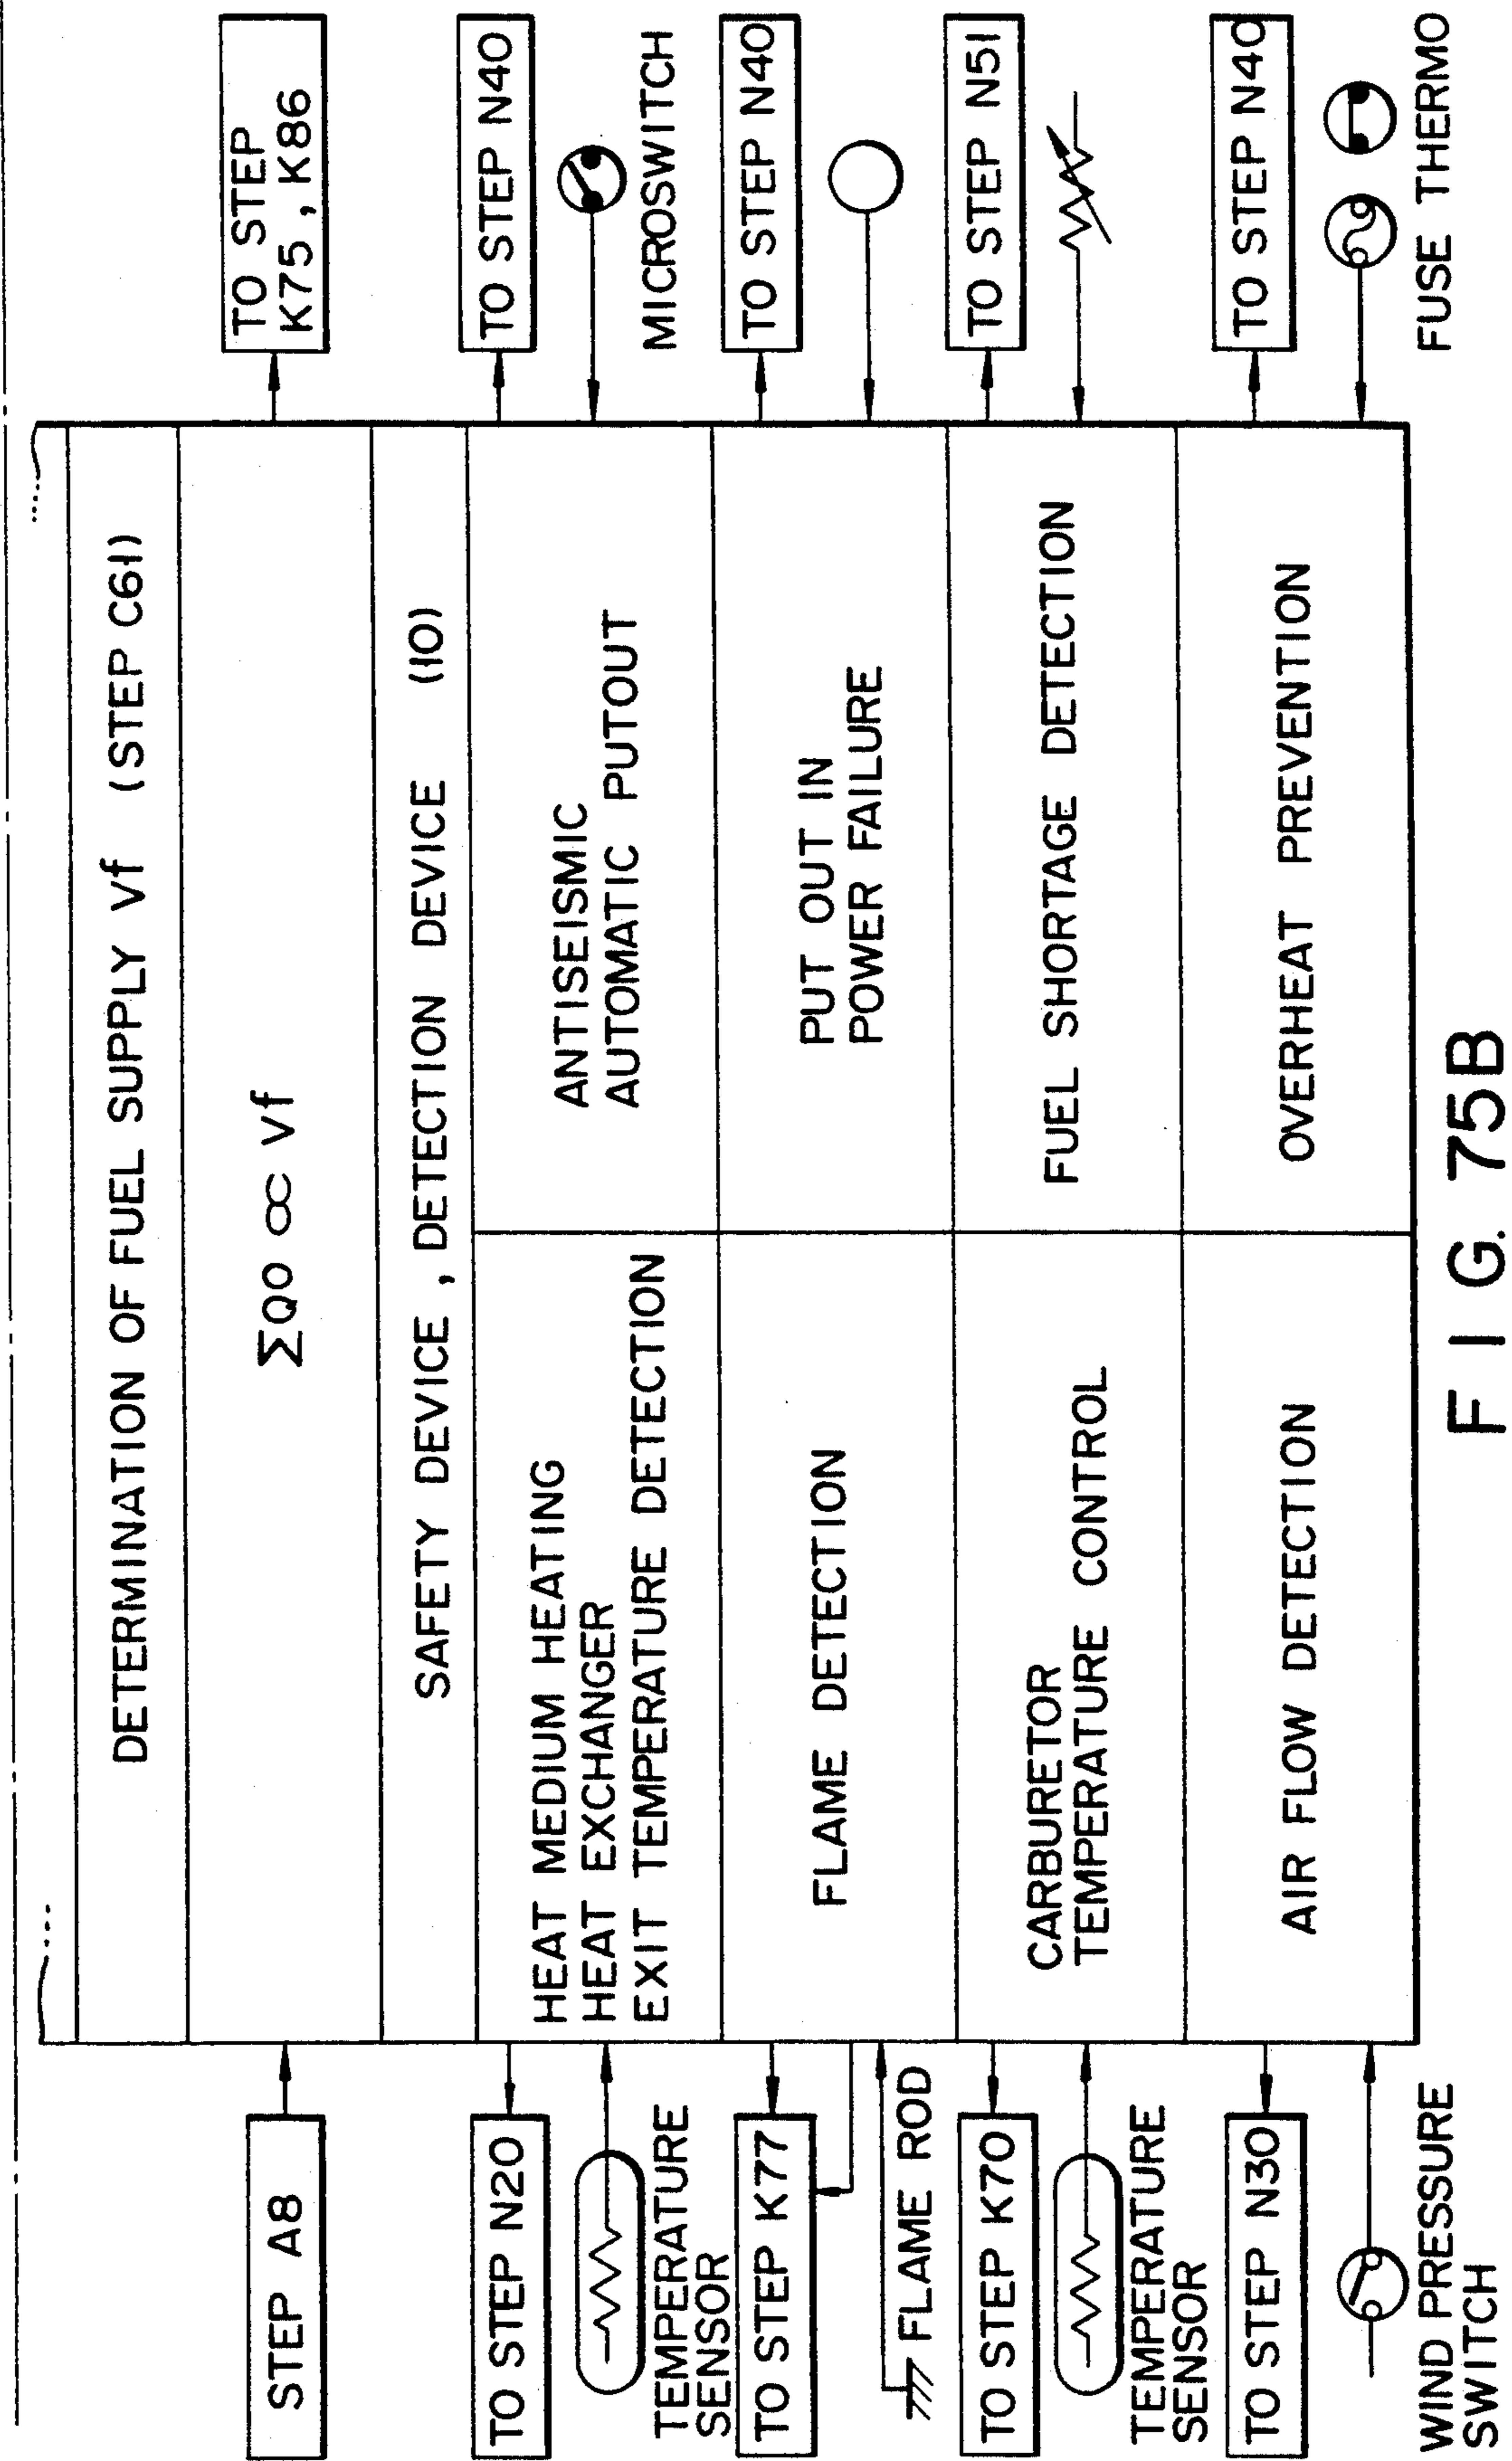 DETERMINATION OF FUEL SUPPLY Vf (STEP C61)
STEP A8
ΣQ0 ∝ Vf
TO STEP
K75, K86
SAFETY DEVICE, DETECTION DEVICE (10)
TO STEP N20
TEMPERATURE
SENSOR
HEAT MEDIUM HEATING
HEAT EXCHANGER
EXIT TEMPERATURE DETECTION
ANTISEISMIC
AUTOMATIC PUTOUT
TO STEP N40
MICROSWITCH
TO STEP K77
FLAME ROD
FLAME DETECTION
PUT OUT IN
POWER FAILURE
TO STEP N40
TO STEP K70
TEMPERATURE
SENSOR
CARBURETOR
TEMPERATURE CONTROL
FUEL SHORTAGE DETECTION
TO STEP N51
TO STEP N30
WIND PRESSURE
SWITCH
AIR FLOW DETECTION
OVERHEAT PREVENTION
TO STEP N40
FUSE THERMO
FIG. 75B